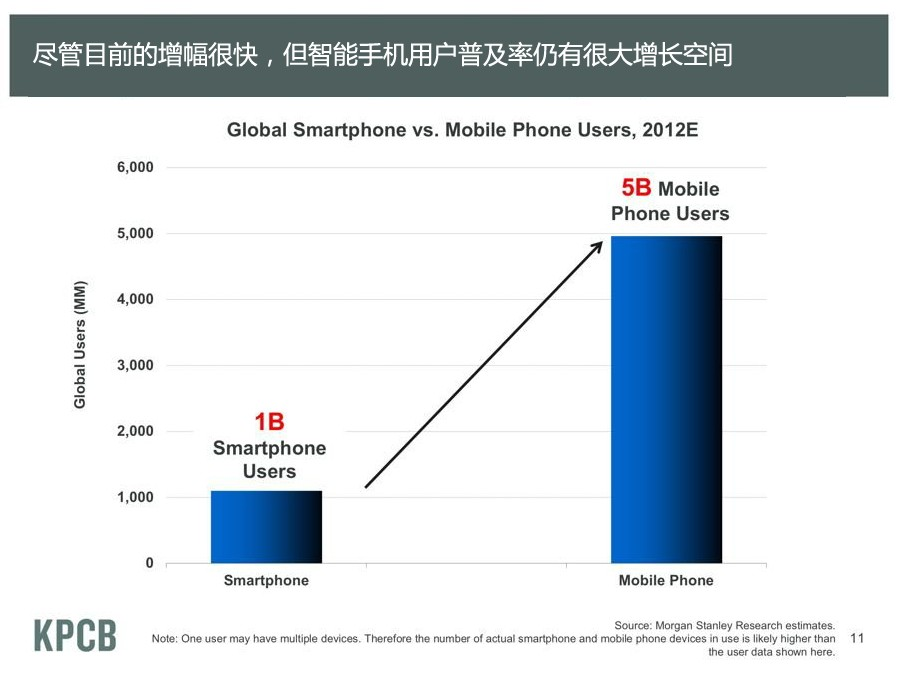 尽管目前的增幅很快，但智能手机用户普及率仍有很大增长空间
Global Smartphone vs. Mobile Phone Users, 2012E
Global Users (MM)
6,000
5,000
4,000
3,000
2,000
1,000
0
1B
Smartphone
Users
5B Mobile
Phone Users
Smartphone
Mobile Phone
KPCB
Source: Morgan Stanley Research estimates.
Note: One user may have multiple devices. Therefore the number of actual smartphone and mobile phone devices in use is likely higher than
the user data shown here.
11